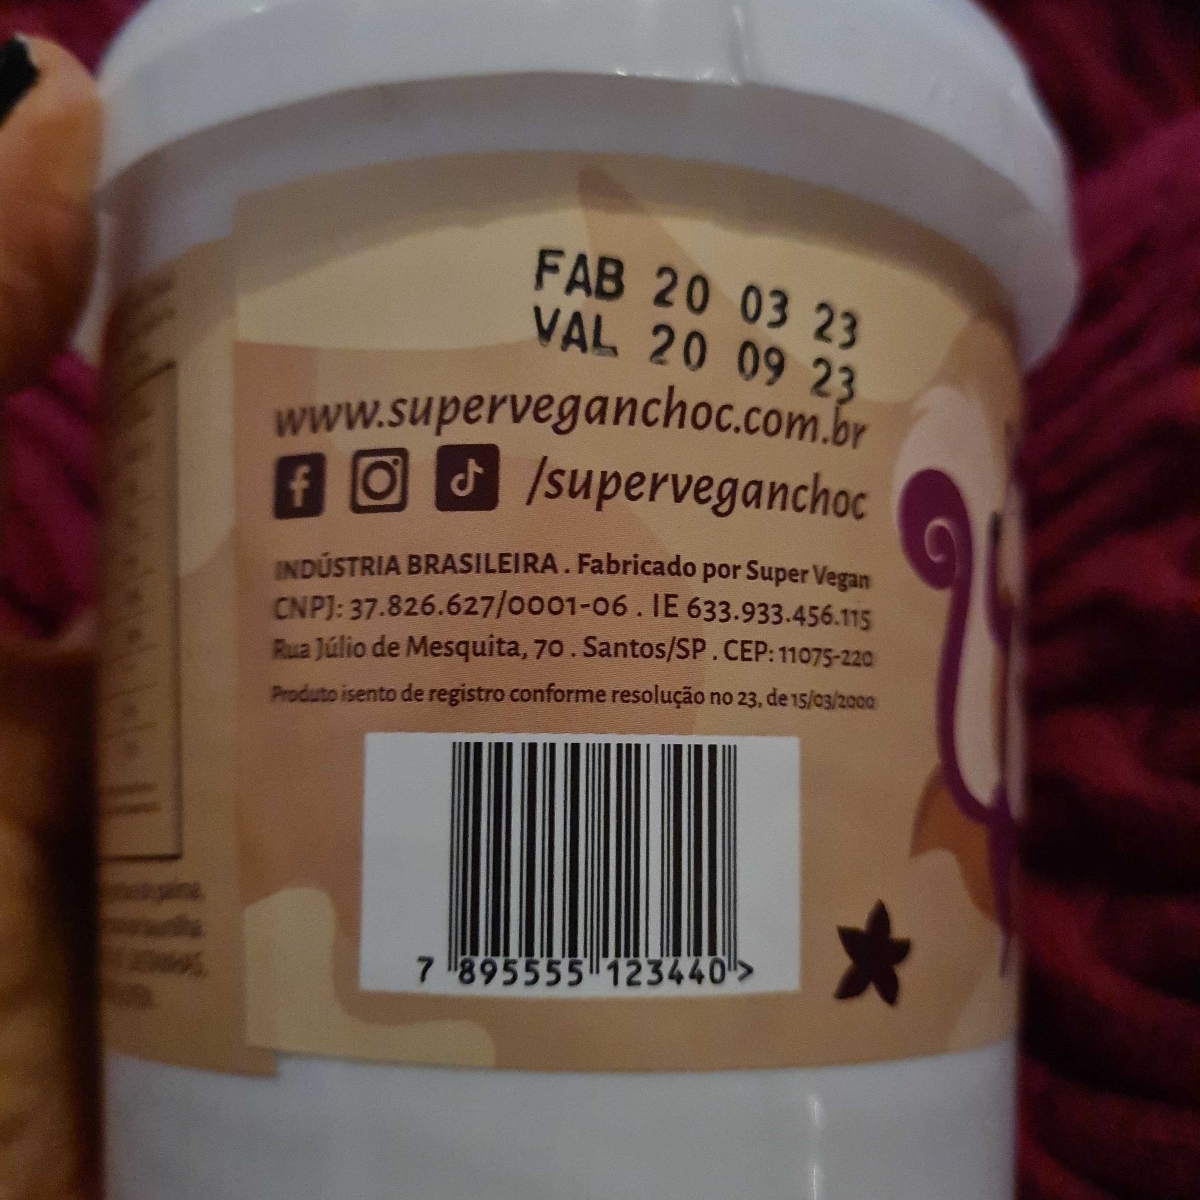 FAB 20 03 23
VAL 20 09 23
www.superveganchoc.com.br
/superveganchoc
INDÚSTRIA BRASILEIRA . Fabricado por Super Vegan
CNPJ: 37.826.627/0001-06 . IE 633.933.456.115
Rua Júlio de Mesquita, 70 . Santos/SP . CEP: 11075-220
Produto isento de registro conforme resolução no 23, de 15/03/2000
7 895555 123440 >